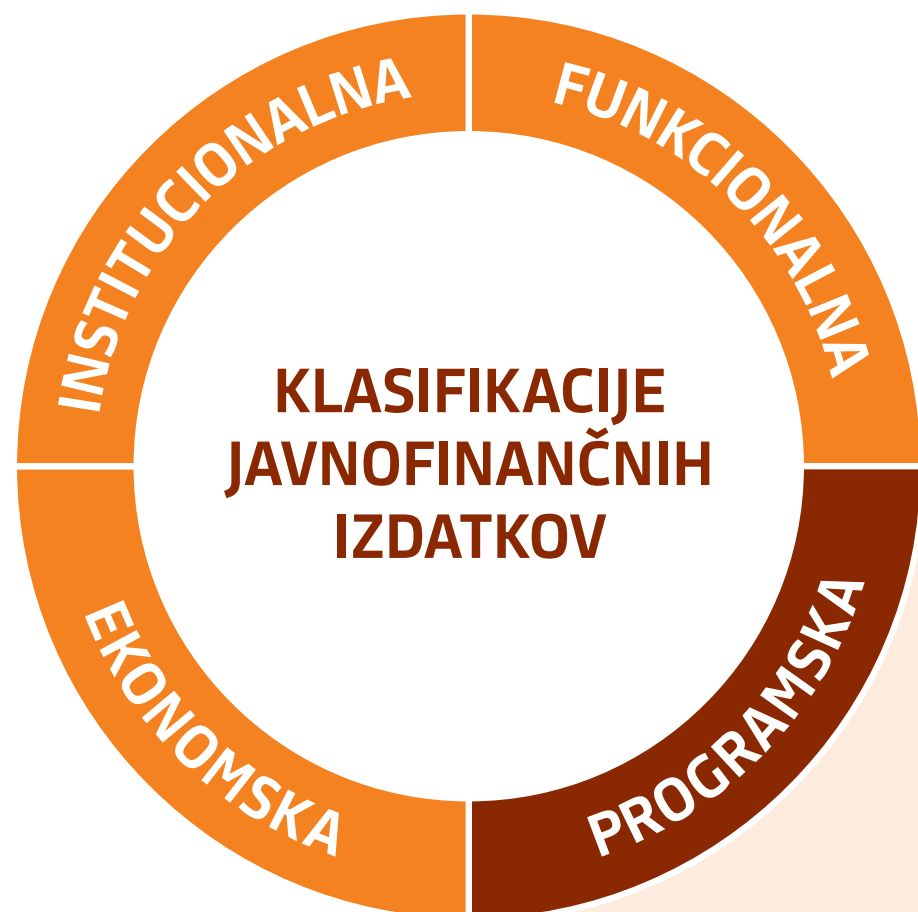 INSTITUCIONALNA
FUNKCIONALNA
KLASIFIKACIJE
JAVNOFINANČNIH
IZDATKOV
EKONOMSKA
PROGRAMSKA